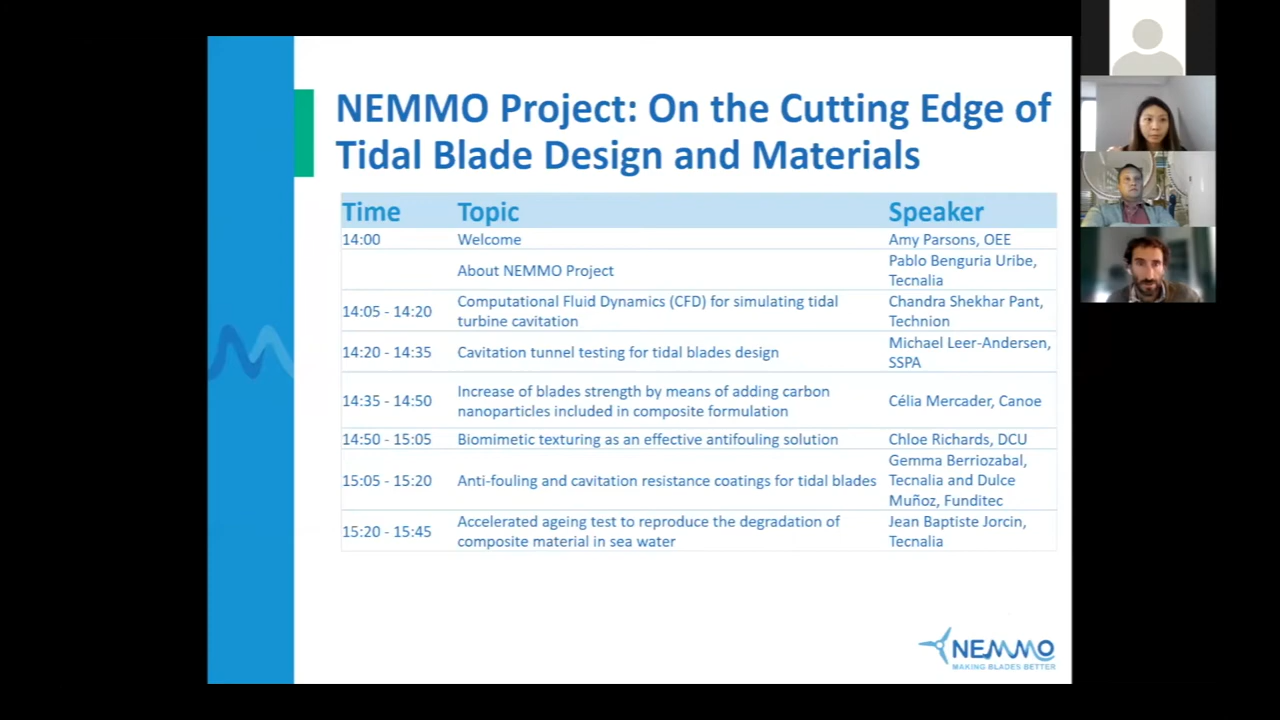 NEMMO Project: On the Cutting Edge of
Tidal Blade Design and Materials
Time Topic Speaker
14:00 Welcome Amy Parsons, OEE
About NEMMO Project Pablo Benguria Uribe,
Tecnalia
14:05 - 14:20 Computational Fluid Dynamics (CFD) for simulating tidal
turbine cavitation
Chandra Shekhar Pant,
Technion
14:20 - 14:35 Cavitation tunnel testing for tidal blades design Michael Leer-Andersen,
SSPA
14:35 - 14:50 Increase of blades strength by means of adding carbon
nanoparticles included in composite formulation
Célia Mercader, Canoe
14:50 - 15:05 Biomimetic texturing as an effective antifouling solution Chloe Richards, DCU
15:05 - 15:20 Anti-fouling and cavitation resistance coatings for tidal blades Gemma Berriozabal,
Tecnalia and Dulce
Muñoz, Funditec
15:20 - 15:45 Accelerated ageing test to reproduce the degradation of
composite material in sea water
Jean Baptiste Jorcin,
Tecnalia
NEMMO
MAKING BLADES BETTER